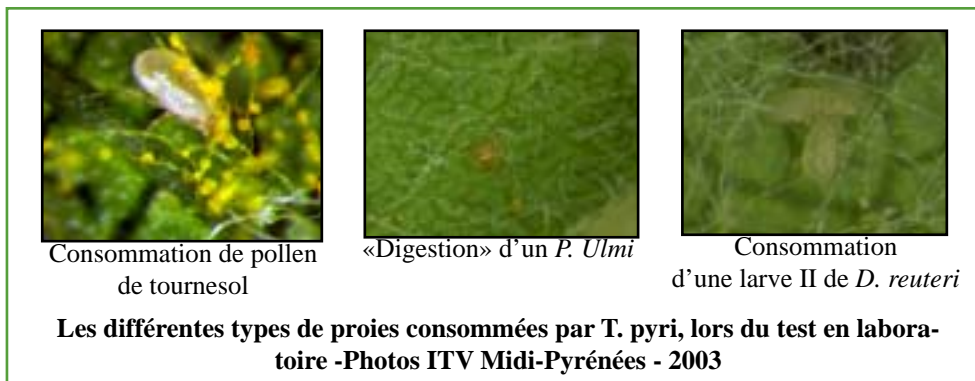 Consommation de pollen
de tournesol
«Digestion» d’un P. Ulmi
Consommation
d’une larve II de D. reuteri
Les différentes types de proies consommées par T. pyri, lors du test en labora-
toire -Photos ITV Midi-Pyrénées - 2003